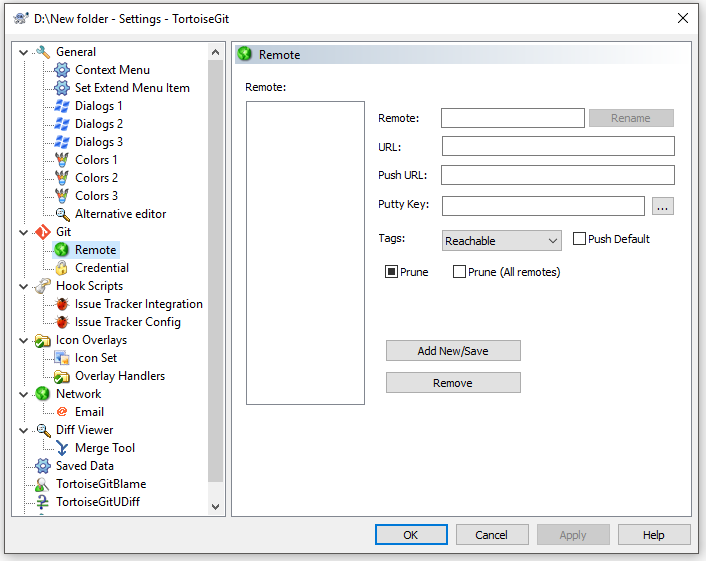 D:\New folder - Settings - TortoiseGit
General
Context Menu
Set Extend Menu Item
Dialogs 1
Dialogs 2
Dialogs 3
Colors 1
Colors 2
Colors 3
Alternative editor
Git
Remote
Credential
Hook Scripts
Issue Tracker Integration
Issue Tracker Config
Icon Overlays
Icon Set
Overlay Handlers
Network
Email
Diff Viewer
Merge Tool
Saved Data
TortoiseGitBlame
TortoiseGitUDiff
Remote
Remote:
Remote:
Rename
URL:
Push URL:
Putty Key:
...
Tags:
Reachable
Push Default
Prune
Prune (All remotes)
Add New/Save
Remove
OK
Cancel
Apply
Help